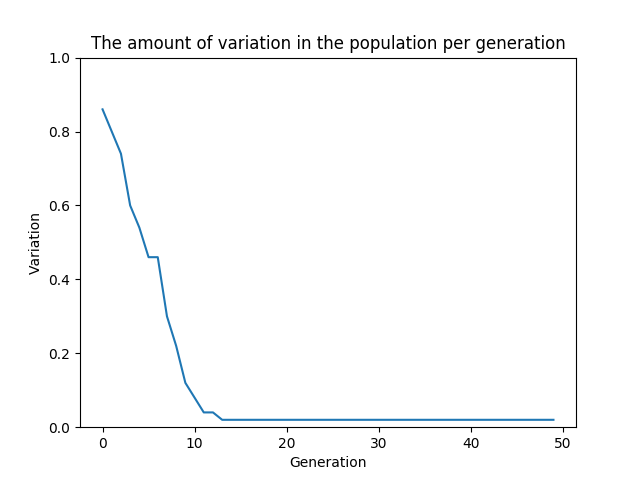 The amount of variation in the population per generation
1.0
0.8
0.6
0.4
0.2
0.0
Variation
0 10 20 30 40 50
Generation